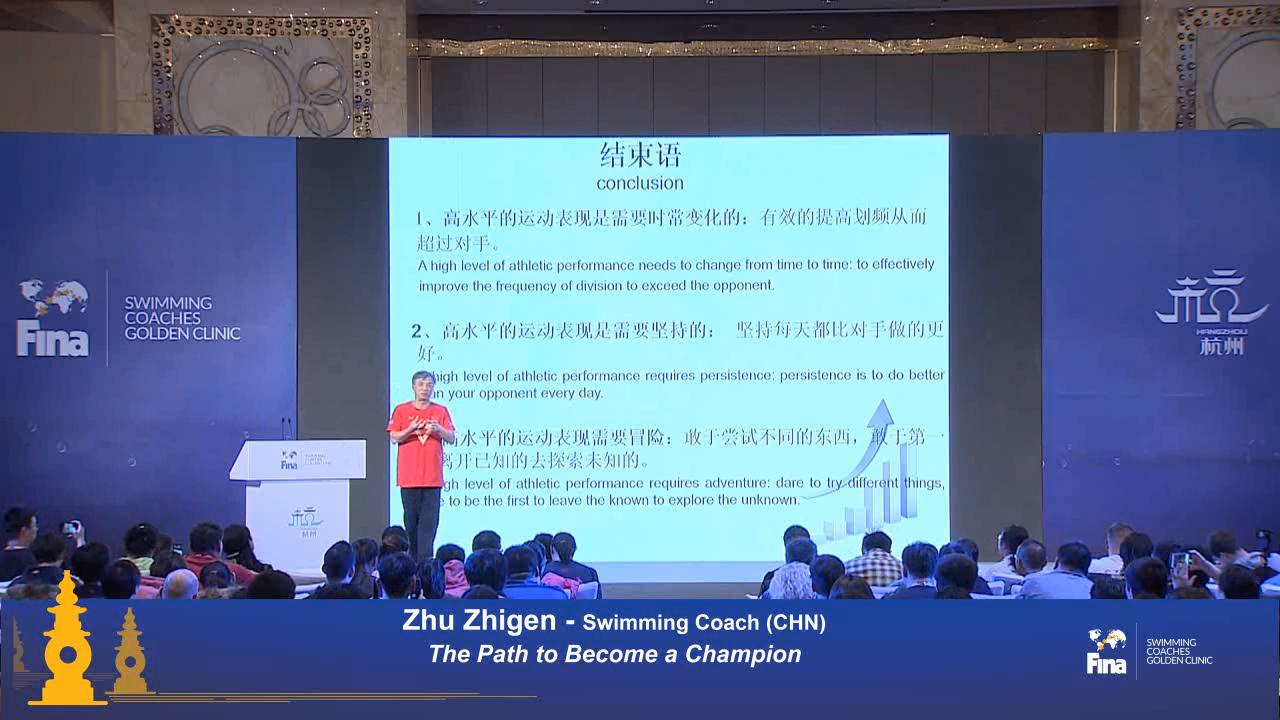 结束语
conclusion
1、高水平的运动表现是需要时常变化的：有效的提高划频从而
超过对手。
A high level of athletic performance needs to change from time to time: to effectively
improve the frequency of division to exceed the opponent.
2、高水平的运动表现是需要坚持的： 坚持每天都比对手做的更
好。
high level of athletic performance requires persistence: persistence is to do better
your opponent every day.
高水平的运动表现需要冒险：敢于尝试不同的东西，敢于第一
离开已知的去探索未知的。
level of athletic performance requires adventure: dare to try different things,
to be the first to leave the known to explore the unknown.
Fina
SWIMMING
COACHES
GOLDEN CLINIC
HANGZHOU
杭州
Fina
SWIMMING
COACHES
GOLDEN CLINIC
杭州
Zhu Zhigen - Swimming Coach (CHN)
The Path to Become a Champion
Fina
SWIMMING
COACHES
GOLDEN CLINIC